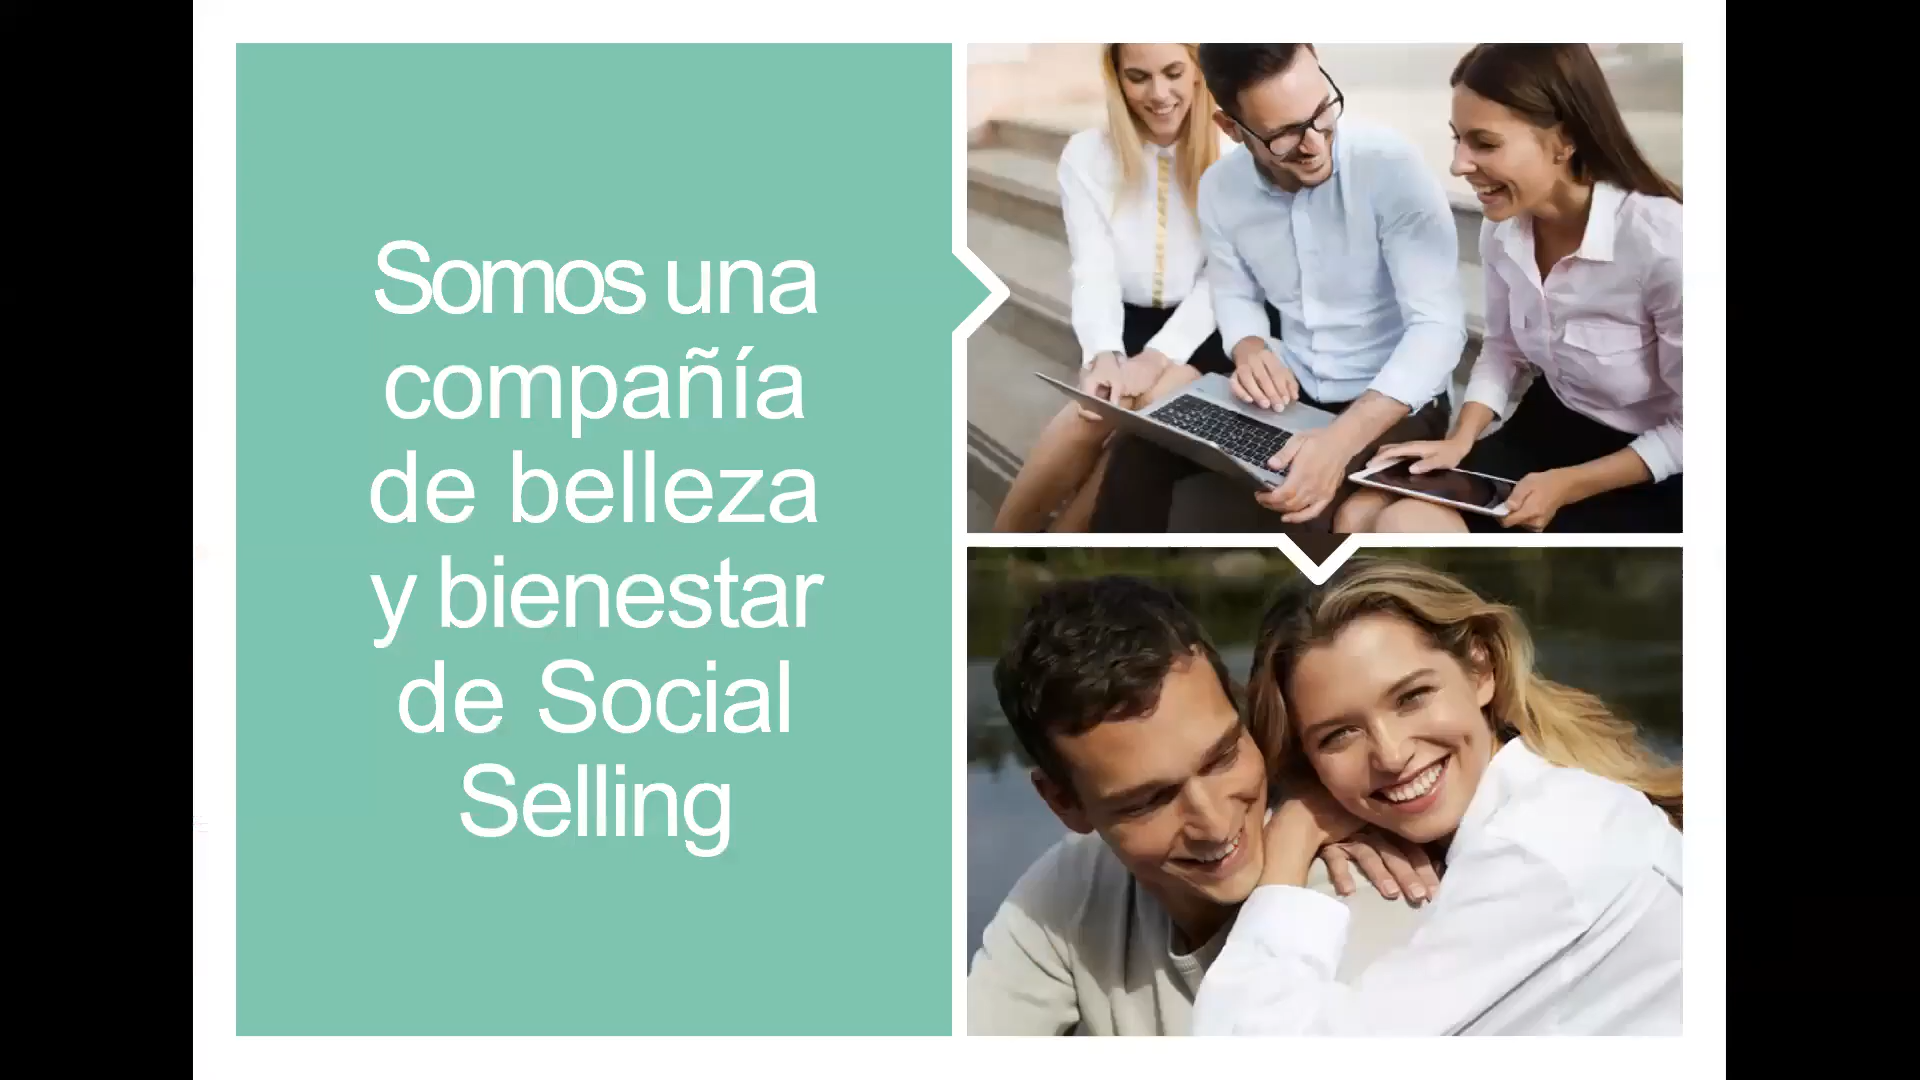 Somos una
compañía
de belleza
y bienestar
de Social
Selling